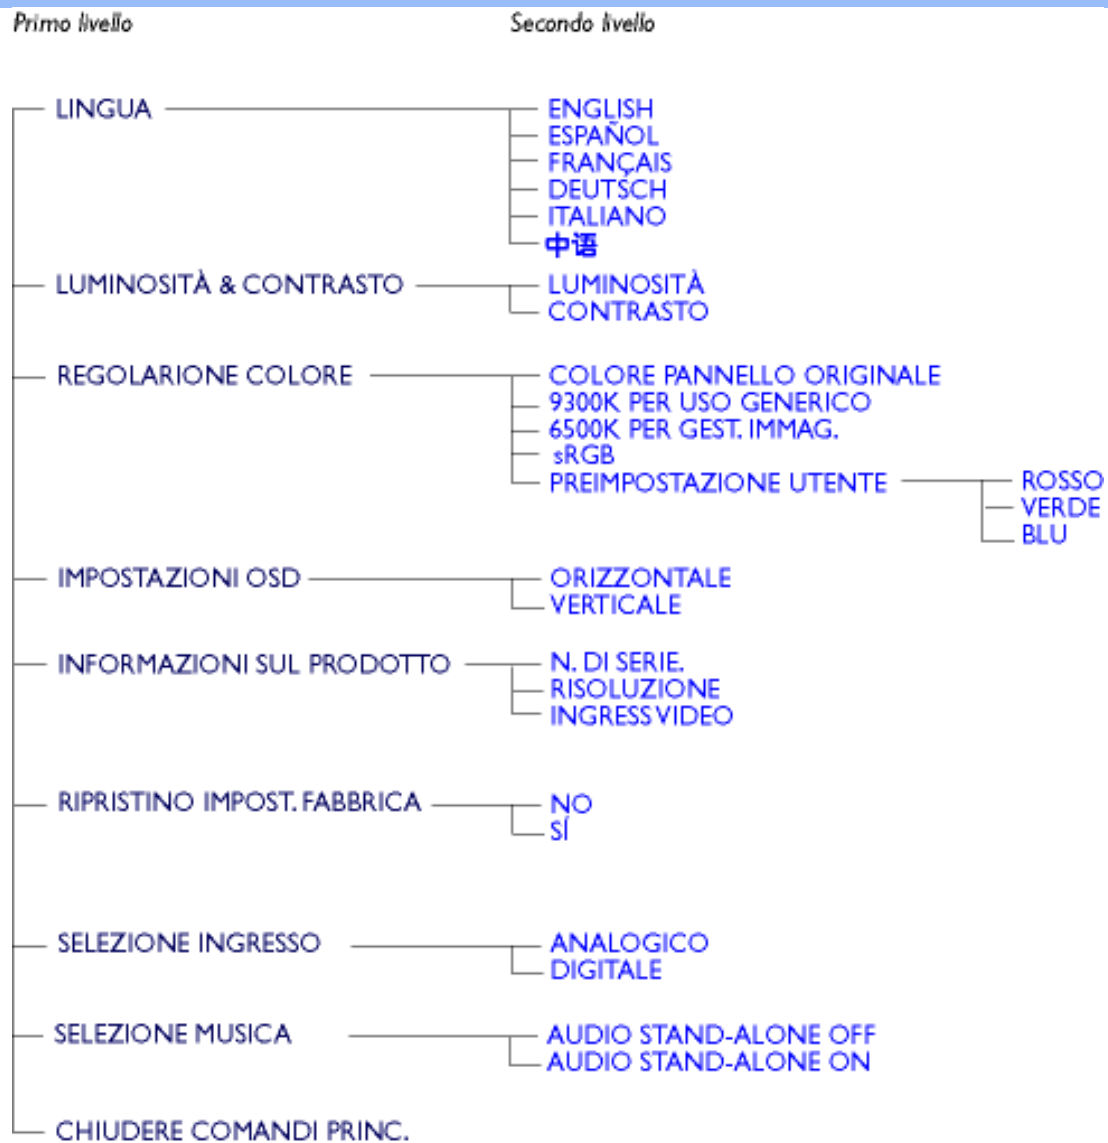 Primo livello Secondo livello
LINGUA ENGLISH
ESPAÑOL
FRANÇAIS
DEUTSCH
ITALIANO
中语
LUMINOSITÀ & CONTRASTO LUMINOSITÀ
CONTRASTO
REGOLARIONE COLORE COLORE PANNELLO ORIGINALE
9300K PER USO GENERICO
6500K PER GEST. IMMAG.
sRGB
PREIMPOSTAZIONE UTENTE ROSSO
VERDE
BLU
IMPOSTAZIONI OSD ORIZZONTALE
VERTICALE
INFORMAZIONI SUL PRODOTTO N. DI SERIE.
RISOLUZIONE
INGRESS VIDEO
RIPRISTINO IMPOST. FABBRICA NO
SÍ
SELEZIONE INGRESSO ANALOGICO
DIGITALE
SELEZIONE MUSICA AUDIO STAND-ALONE OFF
AUDIO STAND-ALONE ON
CHIUDERE COMANDI PRINC.